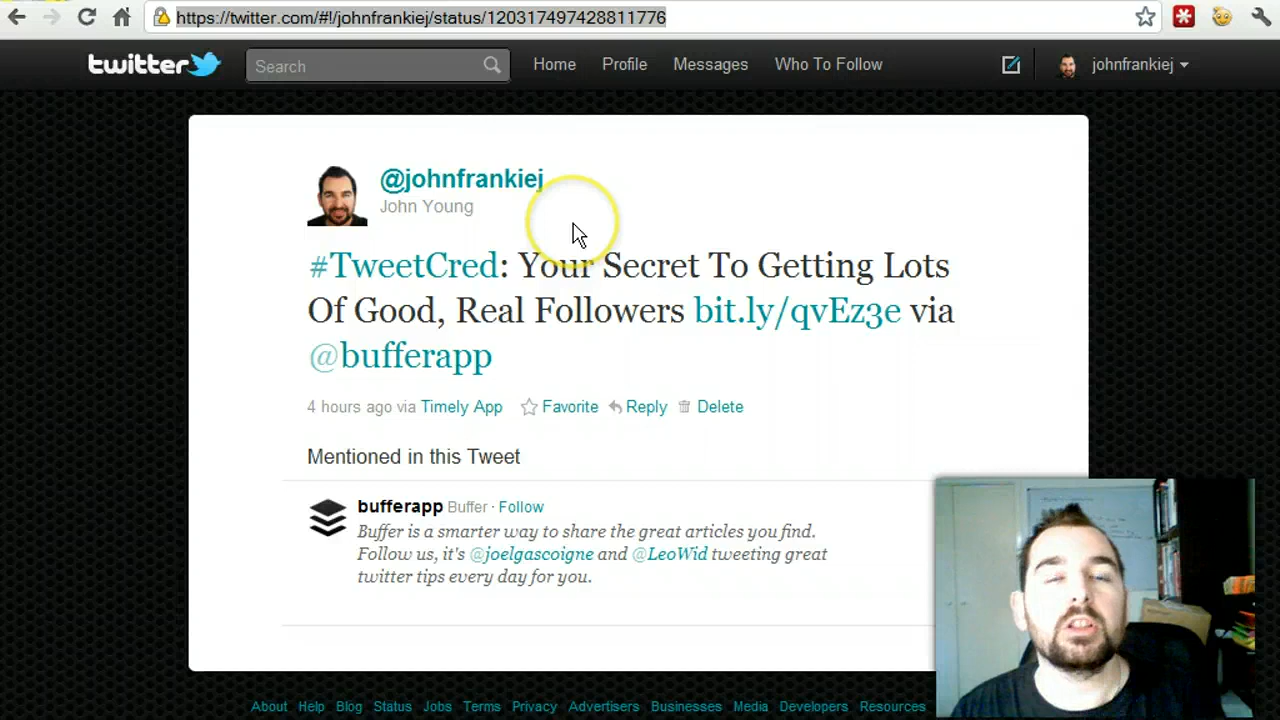 https://twitter.com/#!/johnfrankiej/status/120317497428811776
twitter Search Home Profile Messages Who To Follow johnfrankiej
@johnfrankiej
John Young
#TweetCred: Your Secret To Getting Lots
Of Good, Real Followers bit.ly/qvEz3e via
@bufferapp
4 hours ago via Timely App Favorite Reply Delete
Mentioned in this Tweet
bufferapp Buffer · Follow
Buffer is a smarter way to share the great articles you find.
Follow us, it's @joelgascoigne and @LeoWid tweeting great
twitter tips every day for you.
About Help Blog Status Jobs Terms Privacy Advertisers Businesses Media Developers Resources